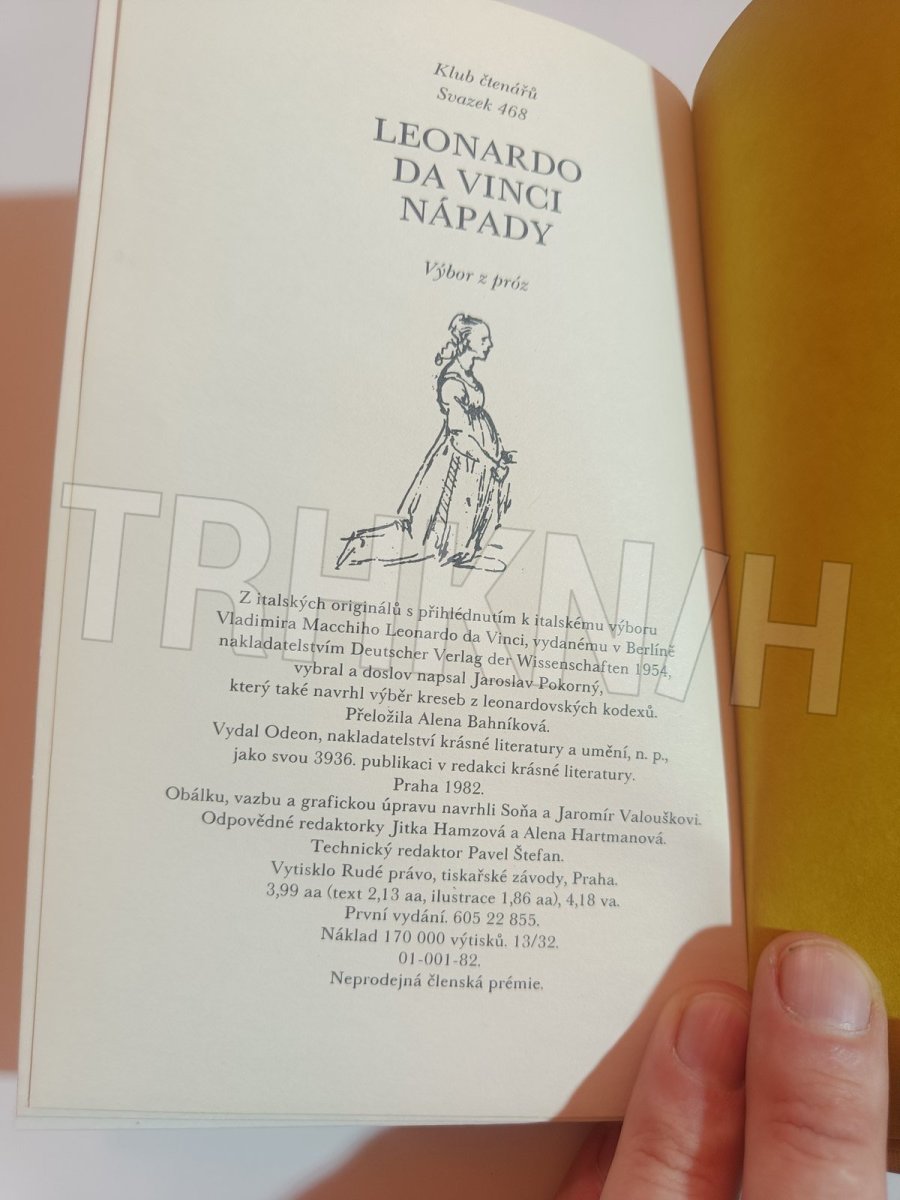 Klub čtenářů
Svazek 468
LEONARDO
DA VINCI
NÁPADY
Výbor z próz
TRHKNIH
Z italských originálů s přihlédnutím k italskému výboru
Vladimira Macchiho Leonardo da Vinci, vydanému v Berlíně
nakladatelstvím Deutscher Verlag der Wissenschaften 1954,
vybral a doslov napsal Jaroslav Pokorný,
který také navrhl výběr kreseb z leonardovských kodexů.
Přeložila Alena Bahníková.
Vydal Odeon, nakladatelství krásné literatury a umění, n. p.,
jako svou 3936. publikaci v redakci krásné literatury.
Praha 1982.
Obálku, vazbu a grafickou úpravu navrhli Soňa a Jaromír Valouškovi.
Odpovědné redaktorky Jitka Hamzová a Alena Hartmanová.
Technický redaktor Pavel Štefan.
Vytisklo Rudé právo, tiskařské závody, Praha.
3,99 aa (text 2,13 aa, ilustrace 1,86 aa), 4,18 va.
První vydání. 605 22 855.
Náklad 170 000 výtisků. 13/32.
01-001-82.
Neprodejná členská prémie.